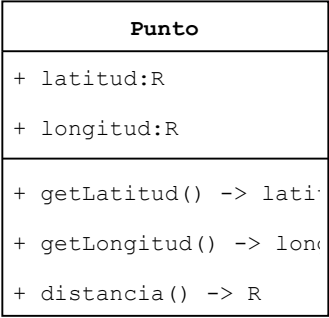 Punto
+ latitud:R
+ longitud:R
+ getLatitud() -> lati
+ getLongitud() -> lon
+ distancia() -> R